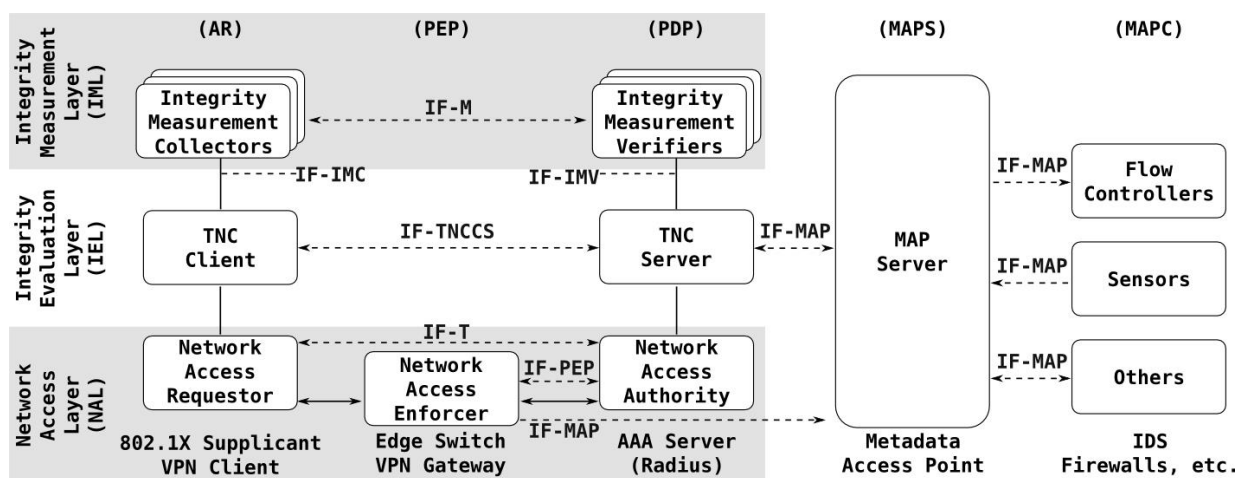 (AR)
(PEP)
(PDP)
(MAPS)
(MAPC)
Integrity
Measurement
Layer
(IML)
Integrity
Measurement
Collectors
IF-M
Integrity
Measurement
Verifiers
IF-IMC
IF-IMV
Integrity
Evaluation
Layer
(IEL)
TNC
Client
IF-TNCCS
TNC
Server
IF-MAP
MAP
Server
IF-MAP
Flow
Controllers
IF-MAP
Sensors
IF-MAP
Others
Network
Access
Layer
(NAL)
Network
Access
Requestor
IF-T
Network
Access
Enforcer
IF-PEP
Network
Access
Authority
IF-MAP
802.1X Supplicant
VPN Client
Edge Switch
VPN Gateway
AAA Server
(Radius)
Metadata
Access Point
IDS
Firewalls, etc.